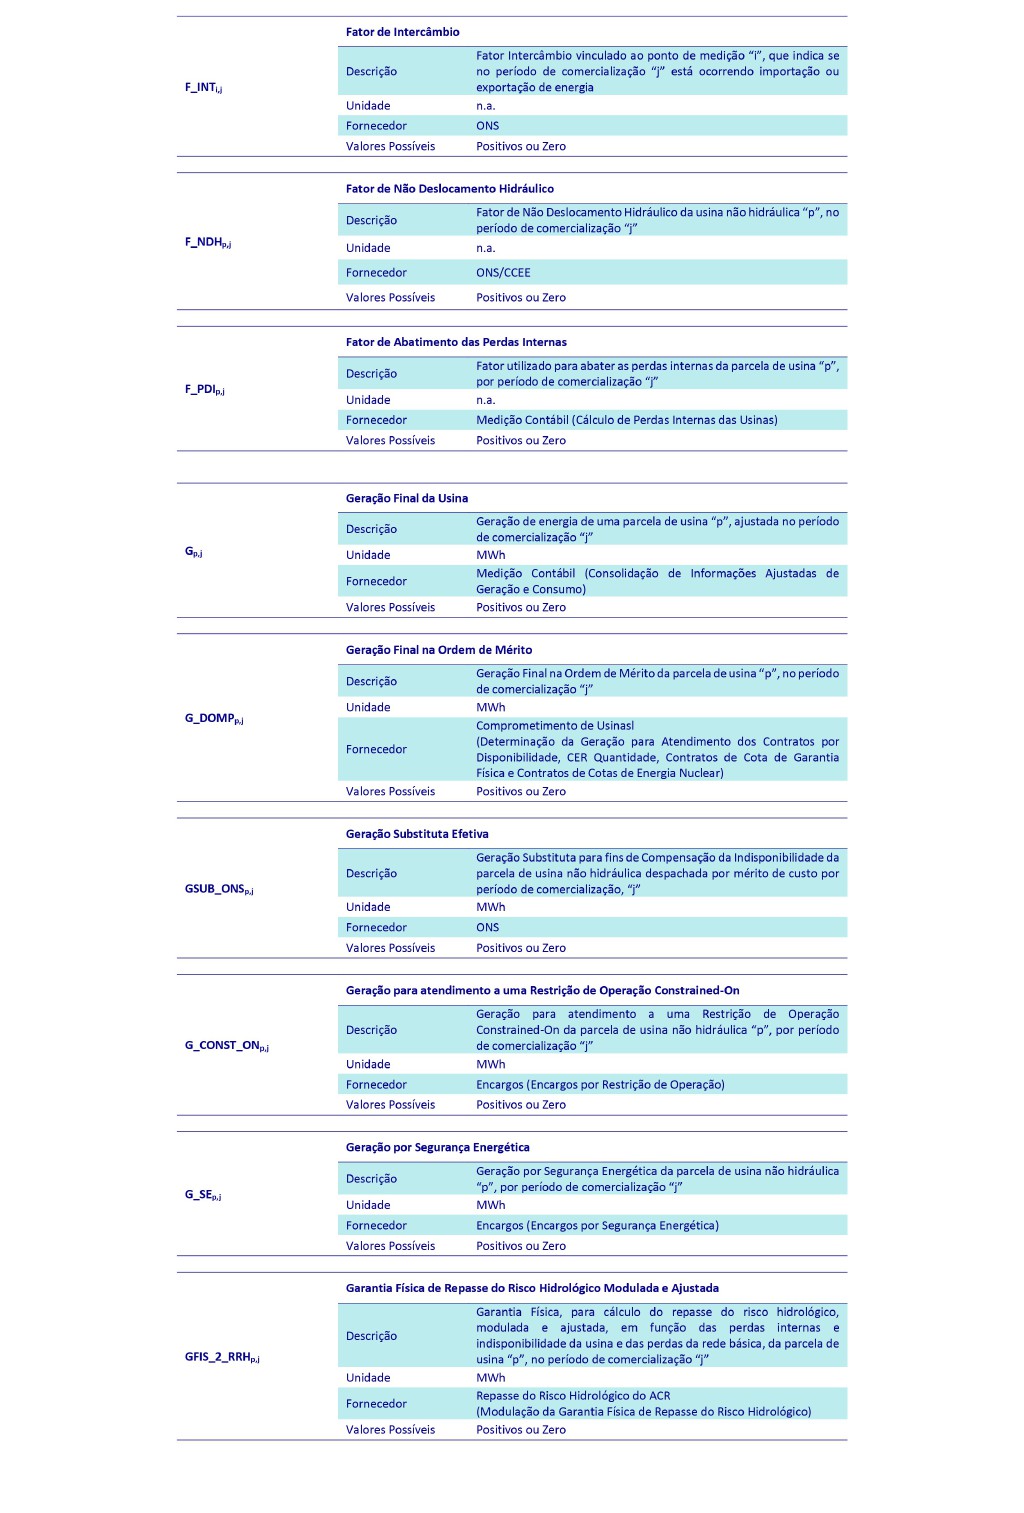 Fator de Intercâmbio
F_INTi,j
Descrição
Fator Intercâmbio vinculado ao ponto de medição “i”, que indica se
no período de comercialização “j” está ocorrendo importação ou
exportação de energia
Unidade n.a.
Fornecedor ONS
Valores Possíveis Positivos ou Zero
Fator de Não Deslocamento Hidráulico
F_NDHp,j
Descrição
Fator de Não Deslocamento Hidráulico da usina não hidráulica “p”, no
período de comercialização “j”
Unidade n.a.
Fornecedor ONS/CCEE
Valores Possíveis Positivos ou Zero
Fator de Abatimento das Perdas Internas
F_PDIp,j
Descrição
Fator utilizado para abater as perdas internas da parcela de usina “p”,
por período de comercialização “j”
Unidade n.a.
Fornecedor Medição Contábil (Cálculo de Perdas Internas das Usinas)
Valores Possíveis Positivos ou Zero
Geração Final da Usina
Gp,j
Descrição
Geração de energia de uma parcela de usina “p”, ajustada no período
de comercialização “j”
Unidade MWh
Fornecedor
Medição Contábil (Consolidação de Informações Ajustadas de
Geração e Consumo)
Valores Possíveis Positivos ou Zero
Geração Final na Ordem de Mérito
G_DOMPp,j
Descrição
Geração Final na Ordem de Mérito da parcela de usina “p”, no período
de comercialização “j”
Unidade MWh
Fornecedor
Comprometimento de Usinasl
(Determinação da Geração para Atendimento dos Contratos por
Disponibilidade, CER Quantidade, Contratos de Cota de Garantia
Física e Contratos de Cotas de Energia Nuclear)
Valores Possíveis Positivos ou Zero
Geração Substituta Efetiva
GSUB_ONSp,j
Descrição
Geração Substituta para fins de Compensação da Indisponibilidade da
parcela de usina não hidráulica despachada por mérito de custo por
período de comercialização, “j”
Unidade MWh
Fornecedor ONS
Valores Possíveis Positivos ou Zero
Geração para atendimento a uma Restrição de Operação Constrained-On
G_CONST_ONp,j
Descrição
Geração para atendimento a uma Restrição de Operação
Constrained-On da parcela de usina não hidráulica “p”, por período
de comercialização “j”
Unidade MWh
Fornecedor Encargos (Encargos por Restrição de Operação)
Valores Possíveis Positivos ou Zero
Geração por Segurança Energética
G_SEp,j
Descrição
Geração por Segurança Energética da parcela de usina não hidráulica
“p”, por período de comercialização “j”
Unidade MWh
Fornecedor Encargos (Encargos por Segurança Energética)
Valores Possíveis Positivos ou Zero
Garantia Física de Repasse do Risco Hidrológico Modulada e Ajustada
GFIS_2_RRHp,j
Descrição
Garantia Física, para cálculo do repasse do risco hidrológico,
modulada e ajustada, em função das perdas internas e
indisponibilidade da usina e das perdas da rede básica, da parcela de
usina “p”, no período de comercialização “j”
Unidade MWh
Fornecedor
Repasse do Risco Hidrológico do ACR
(Modulação da Garantia Física de Repasse do Risco Hidrológico)
Valores Possíveis Positivos ou Zero